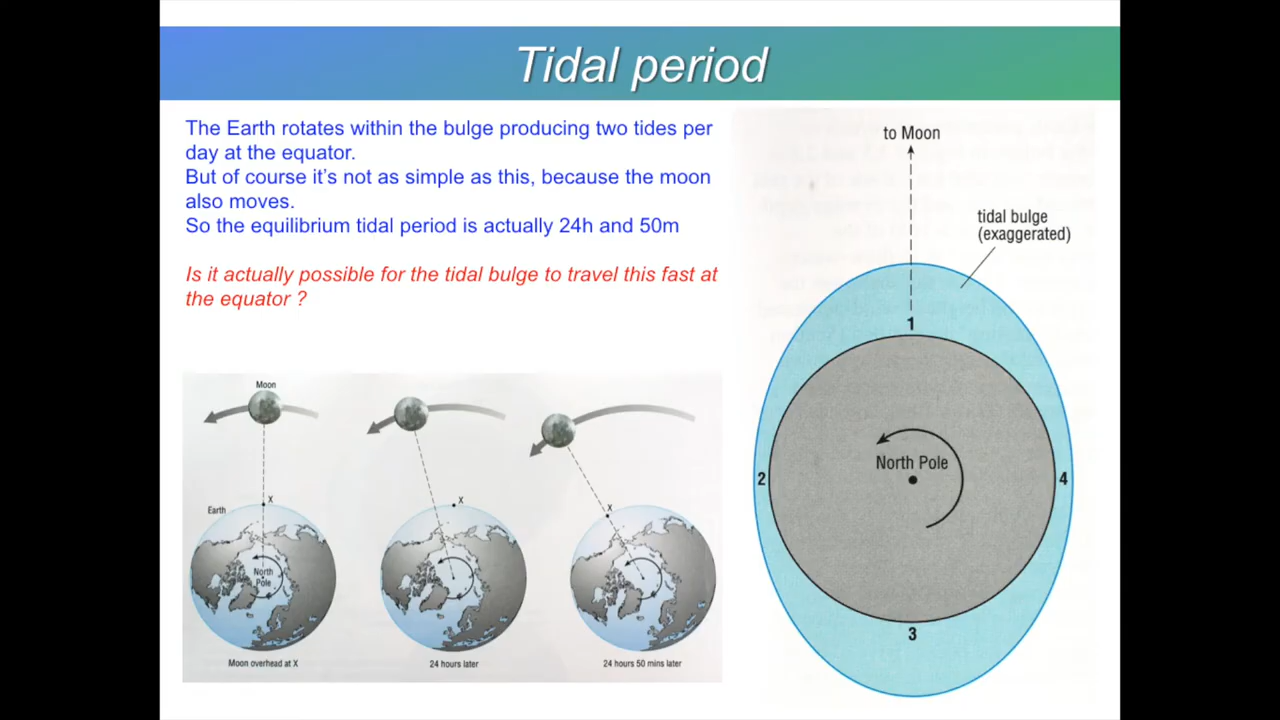 Tidal period
The Earth rotates within the bulge producing two tides per
day at the equator.
But of course it's not as simple as this, because the moon
also moves.
So the equilibrium tidal period is actually 24h and 50m
Is it actually possible for the tidal bulge to travel this fast at
the equator ?
Moon
X
Earth
North
Pole
Moon overhead at X
X
24 hours later
X
24 hours 50 mins later
to Moon
tidal bulge
(exaggerated)
1
North Pole
2
4
3